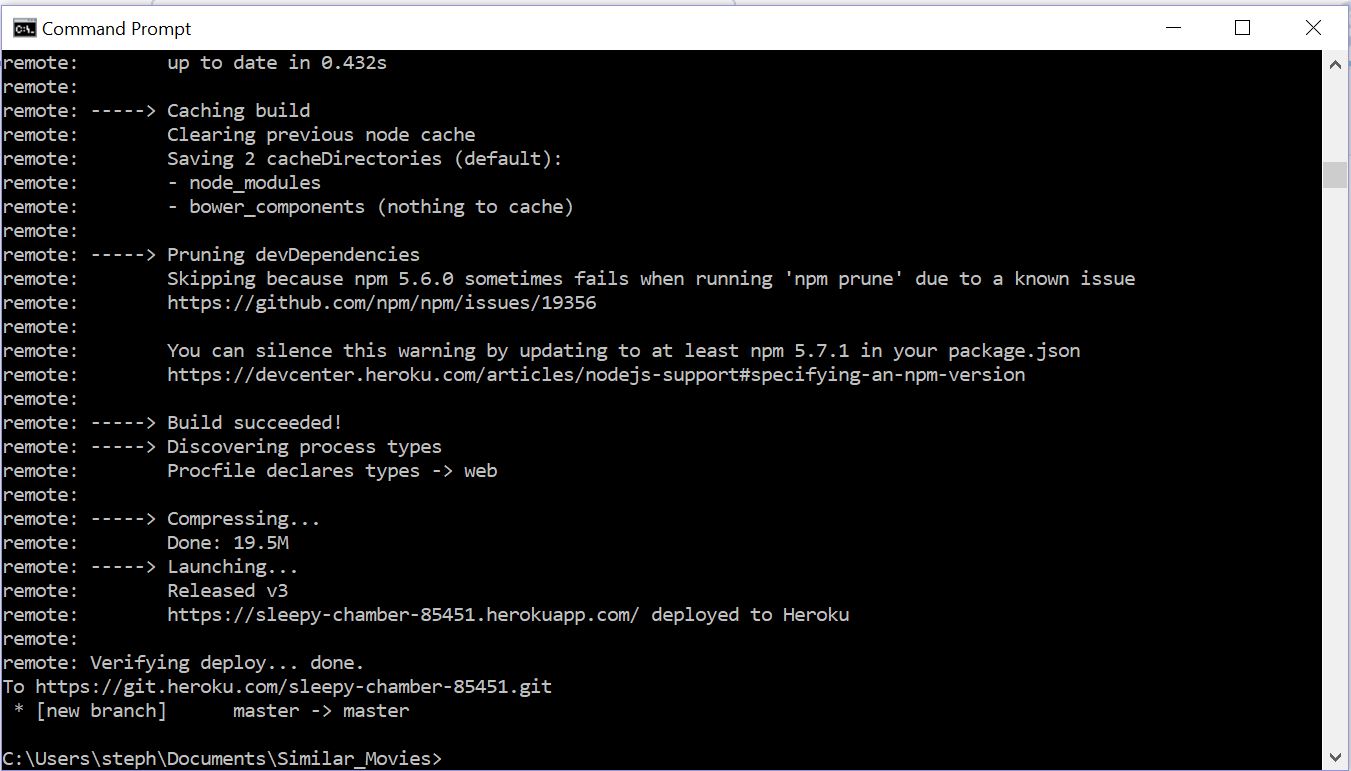 Command Prompt
remote:        up to date in 0.432s
remote:
remote: -----> Caching build
remote:        Clearing previous node cache
remote:        Saving 2 cacheDirectories (default):
remote:        - node_modules
remote:        - bower_components (nothing to cache)
remote:
remote: -----> Pruning devDependencies
remote:        Skipping because npm 5.6.0 sometimes fails when running 'npm prune' due to a known issue
remote:        https://github.com/npm/npm/issues/19356
remote:
remote:        You can silence this warning by updating to at least npm 5.7.1 in your package.json
remote:        https://devcenter.heroku.com/articles/nodejs-support#specifying-an-npm-version
remote:
remote: -----> Build succeeded!
remote: -----> Discovering process types
remote:        Procfile declares types -> web
remote:
remote: -----> Compressing...
remote:        Done: 19.5M
remote: -----> Launching...
remote:        Released v3
remote:        https://sleepy-chamber-85451.herokuapp.com/ deployed to Heroku
remote:
remote: Verifying deploy... done.
To https://git.heroku.com/sleepy-chamber-85451.git
 * [new branch]      master -> master
C:\Users\steph\Documents\Similar_Movies>